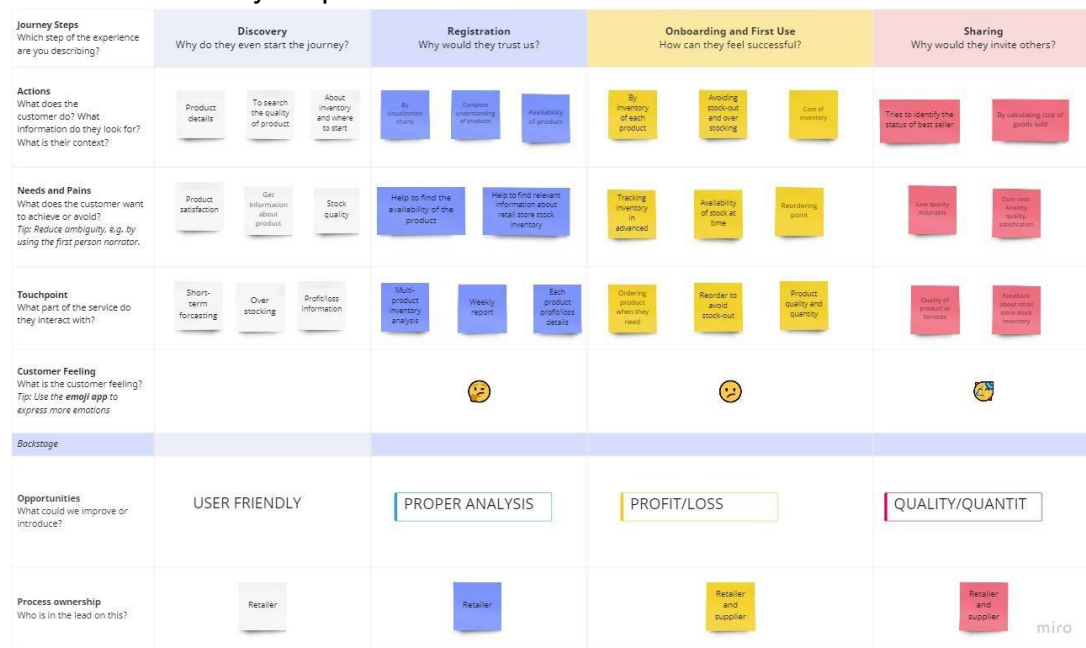 Journey Steps
Which step of the experience
are you describing?
Discovery
Why do they even start the journey?
Registration
Why would they trust us?
Onboarding and First Use
How can they feel successful?
Sharing
Why would they invite others?
Actions
What does the
customer do? What
information do they look for?
What is their context?
Product
details
To search
the quality
of product
About
inventory
and where
to start
By
visualization
charts
Complete
understanding
of products
Availability
of product
By
inventory
of each
product
Avoiding
stock-out
and over
stocking
Cost of
inventory
Tries to identify the
status of best seller
By calculating cost of
goods sold
Needs and Pains
What does the customer want
to achieve or avoid?
Tip: Reduce ambiguity, e.g. by
using the first person narrator.
Product
satisfaction
Get
Information
about
product
Stock
quality
Help to find the
availability of the
product
Help to find relevant
information about
retail store stock
inventory
Tracking
inventory
in
advanced
Availability
of stock at
time
Reordering
point
Low quality
miserable
Over cost-
Anxiety
quality,
satisfication
Touchpoint
What part of the service do
they interact with?
Short-
term
forcasting
Over
stocking
Profit/loss
information
Multi-
product
inventory
analysis
Weekly
report
Each
product
profit/loss
details
Ordering
product
when they
need
Reorder to
avoid
stock-out
Product
quality and
quantity
Quality of
product or
Services
Feedback
about retail
store stock
inventory
Customer Feeling
What is the customer feeling?
Tip: Use the emoji app to
express more emotions
Backstage
Opportunities
What could we improve or
introduce?
USER FRIENDLY
PROPER ANALYSIS
PROFIT/LOSS
QUALITY/QUANTIT
Process ownership
Who is in the lead on this?
Retailer
Retailer
Retailer
and
supplier
Retailer
and
supplier
miro